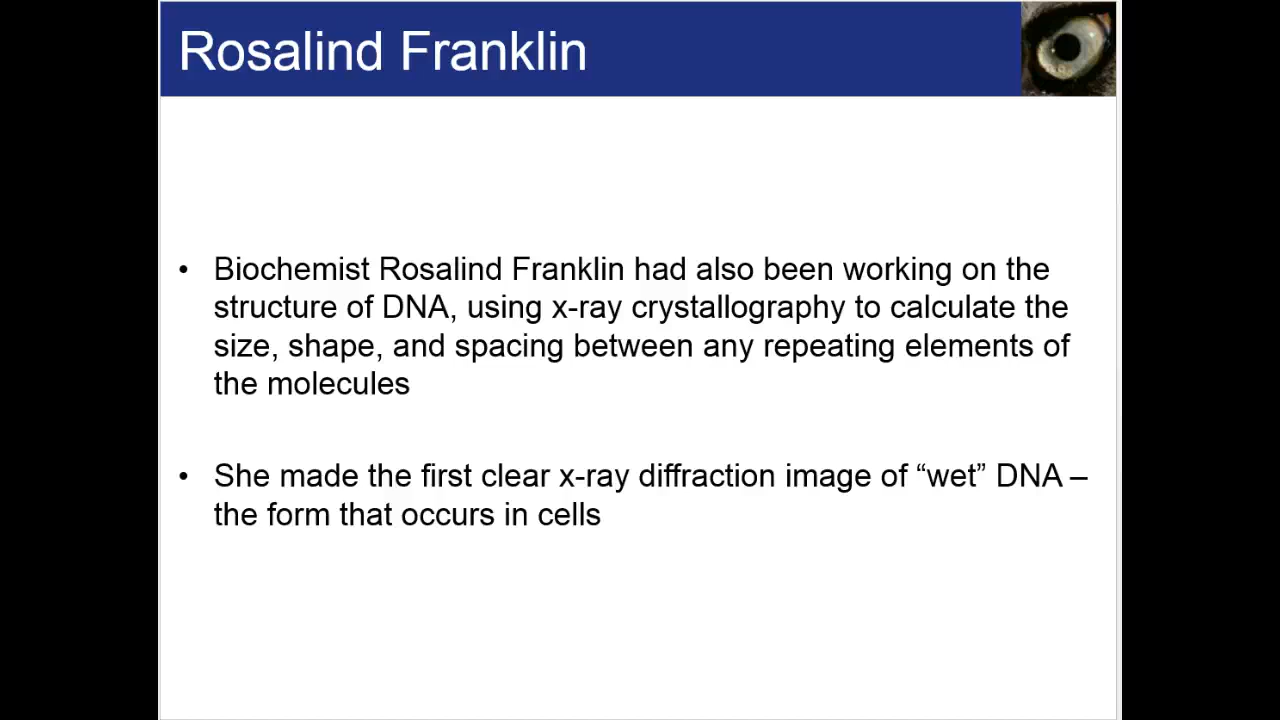 Rosalind Franklin
• Biochemist Rosalind Franklin had also been working on the
structure of DNA, using x-ray crystallography to calculate the
size, shape, and spacing between any repeating elements of
the molecules
• She made the first clear x-ray diffraction image of “wet” DNA –
the form that occurs in cells